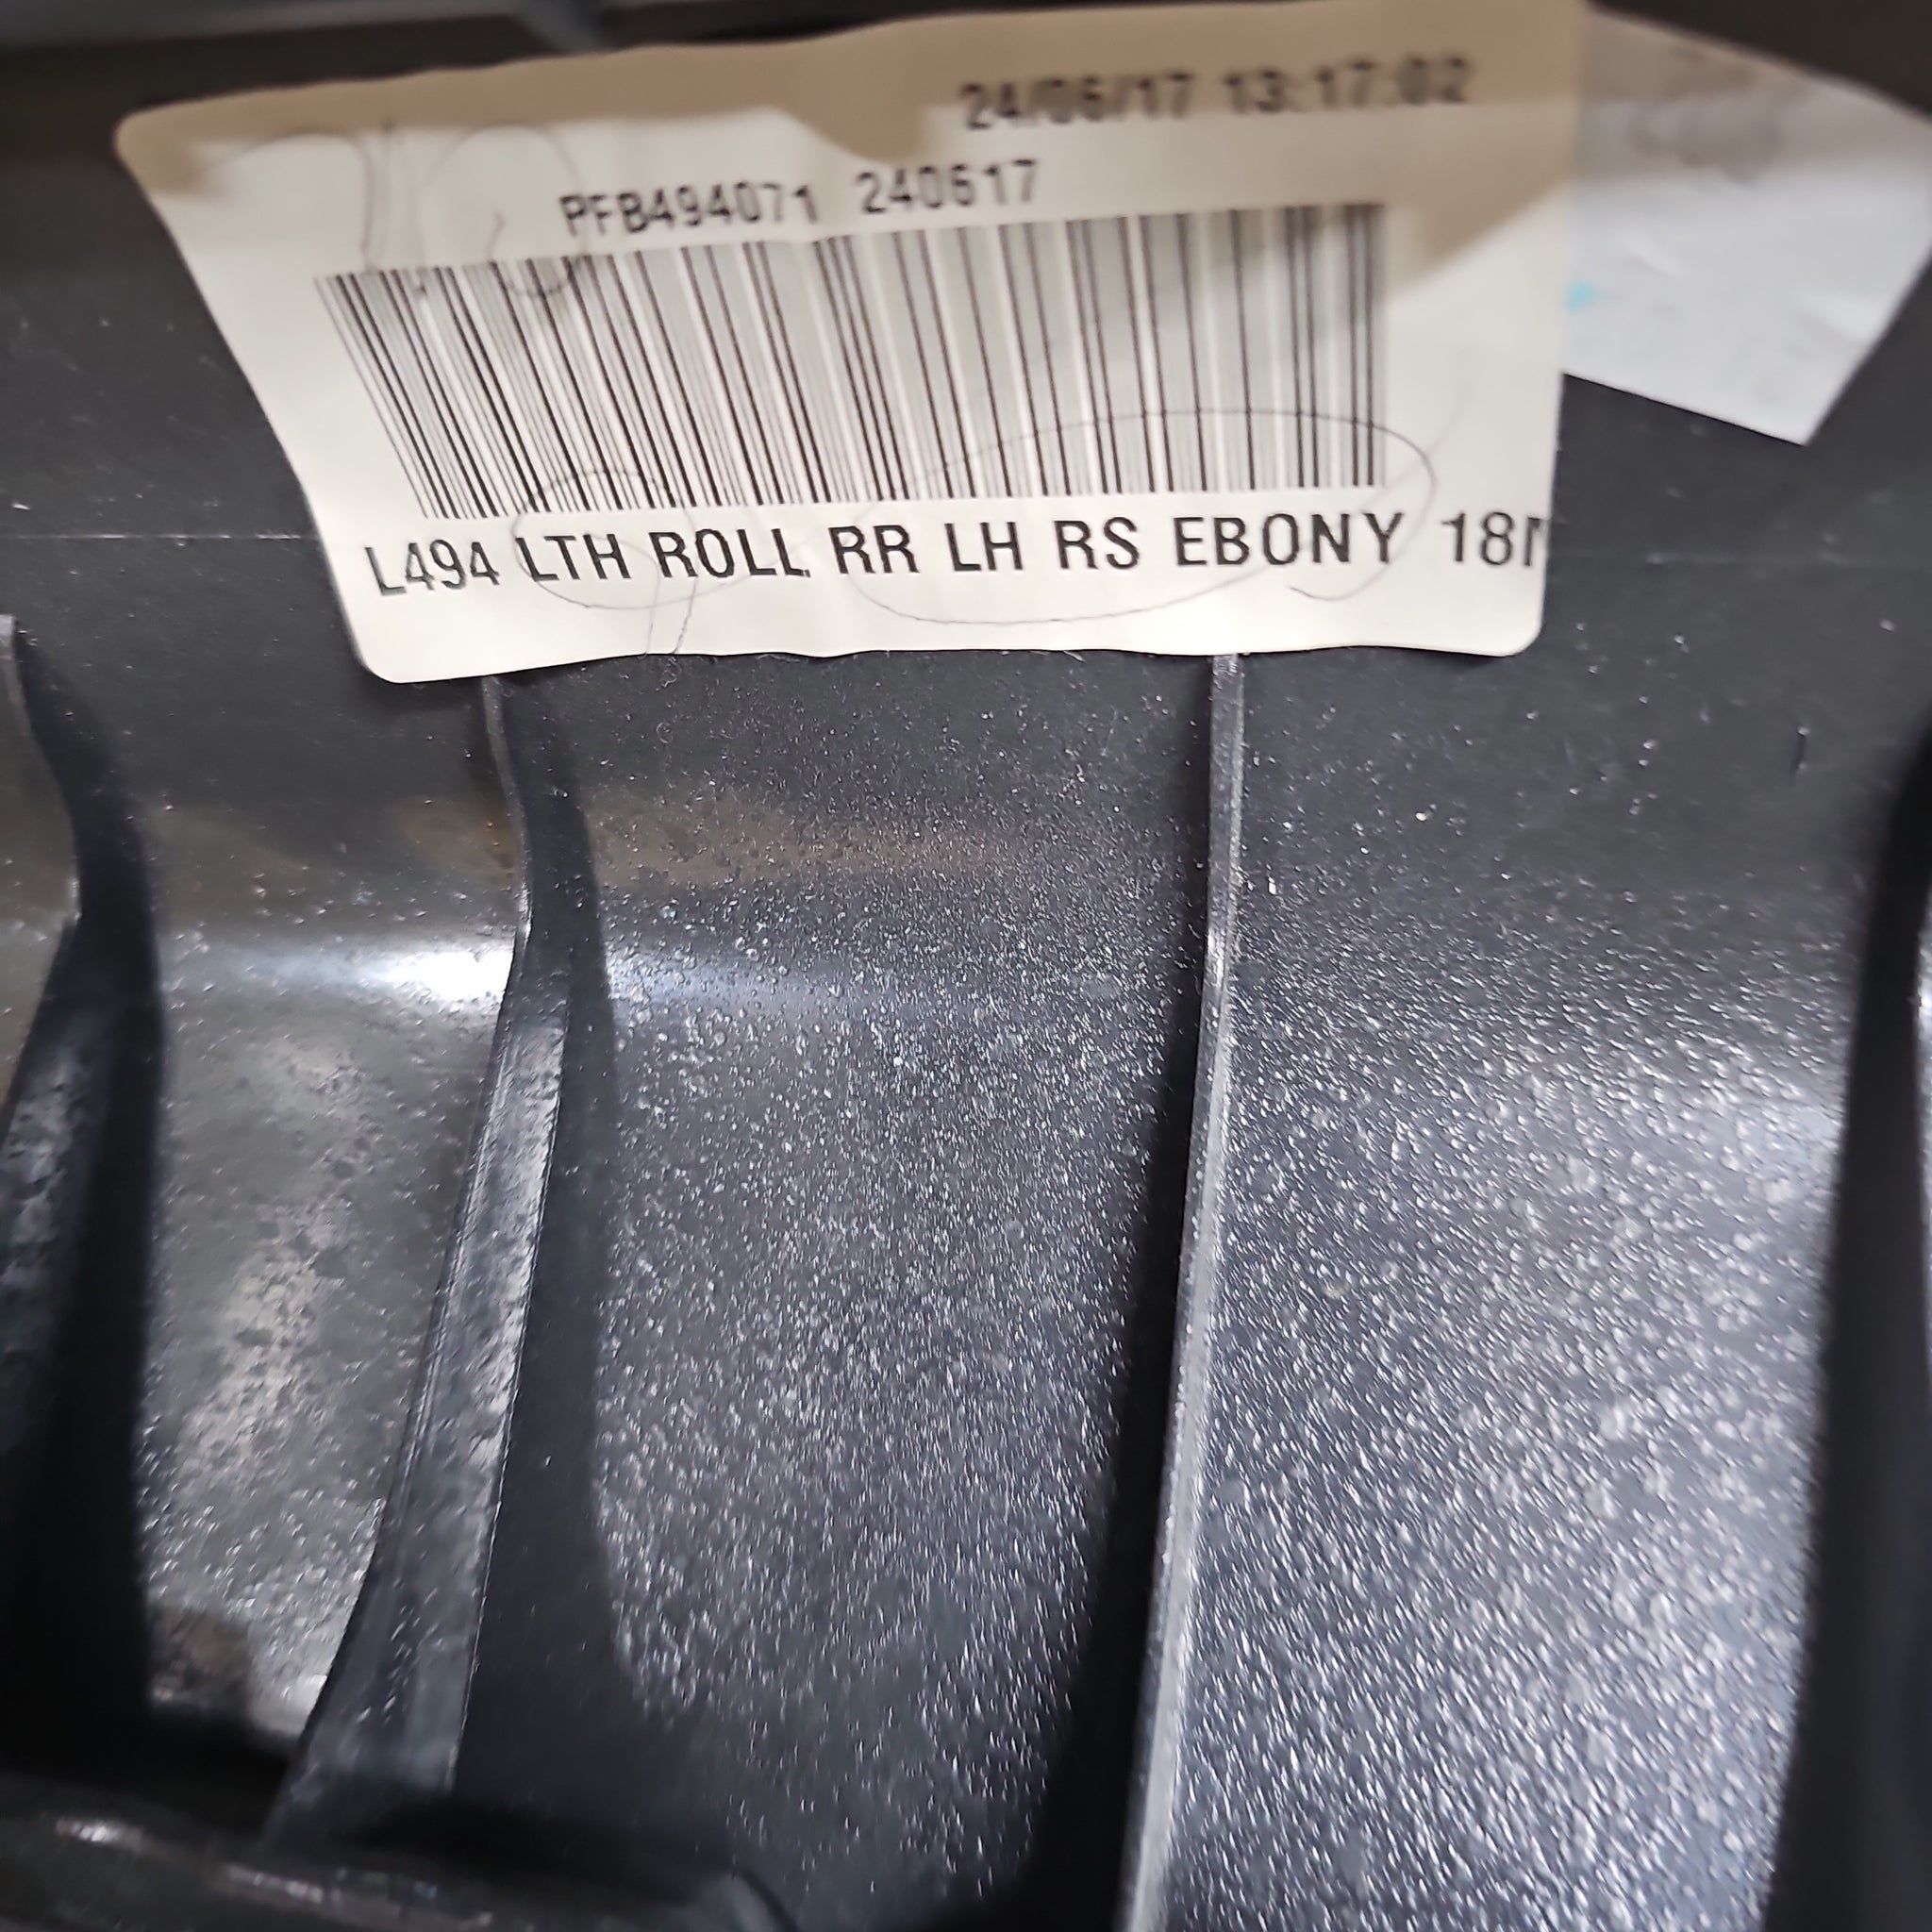 24/06/17 13:17:02
PFB494071 240617
L494 LTH ROLL RR LH RS EBONY 18